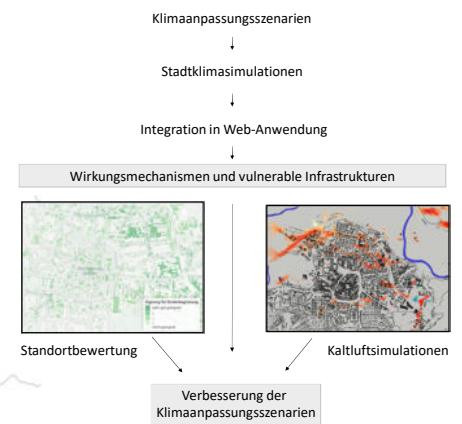 Klimaanpassungsszenarien
Stadtklimasimulationen
Integration in Web-Anwendung
Wirkungsmechanismen und vulnerable Infrastrukturen
Standortbewertung
Kaltluftsimulationen
Verbesserung der
Klimaanpassungsszenarien